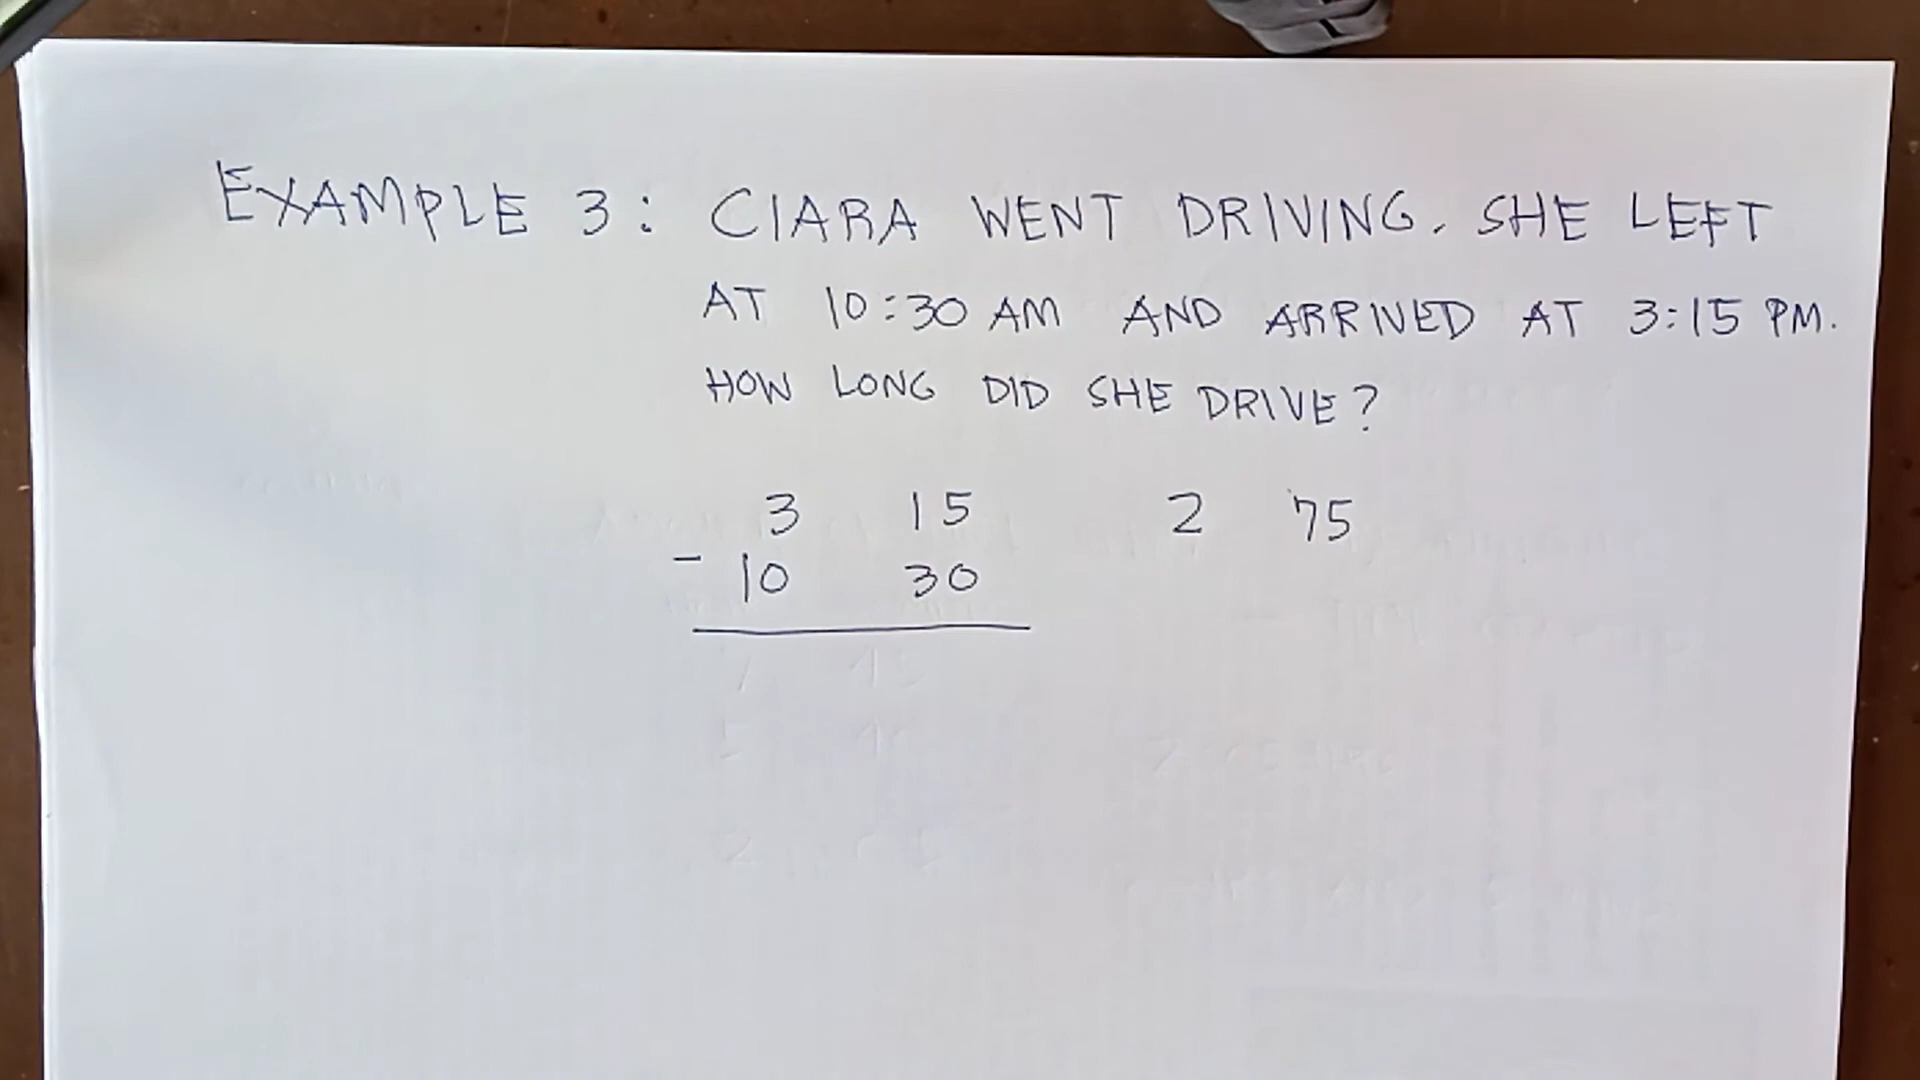 EXAMPLE 3: CIARA WENT DRIVING. SHE LEFT
AT 10:30 AM AND ARRIVED AT 3:15 PM.
HOW LONG DID SHE DRIVE?
3 15 2 75
- 10 30